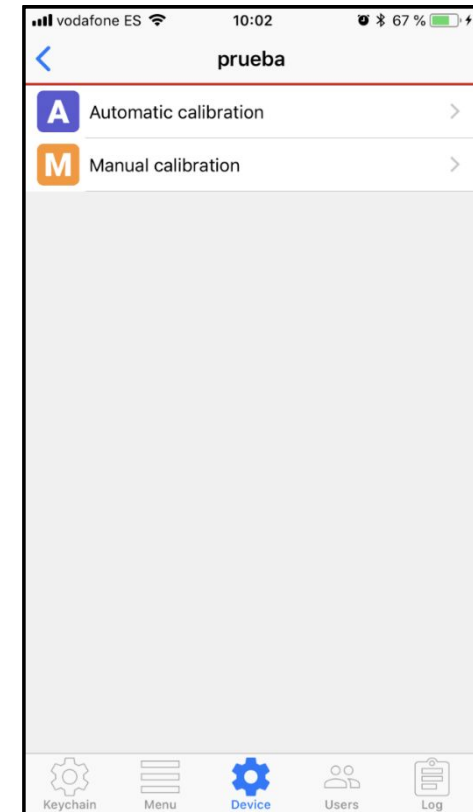 vodafone ES 10:02 67 %
prueba
A Automatic calibration
M Manual calibration
Keychain Menu Device Users Log